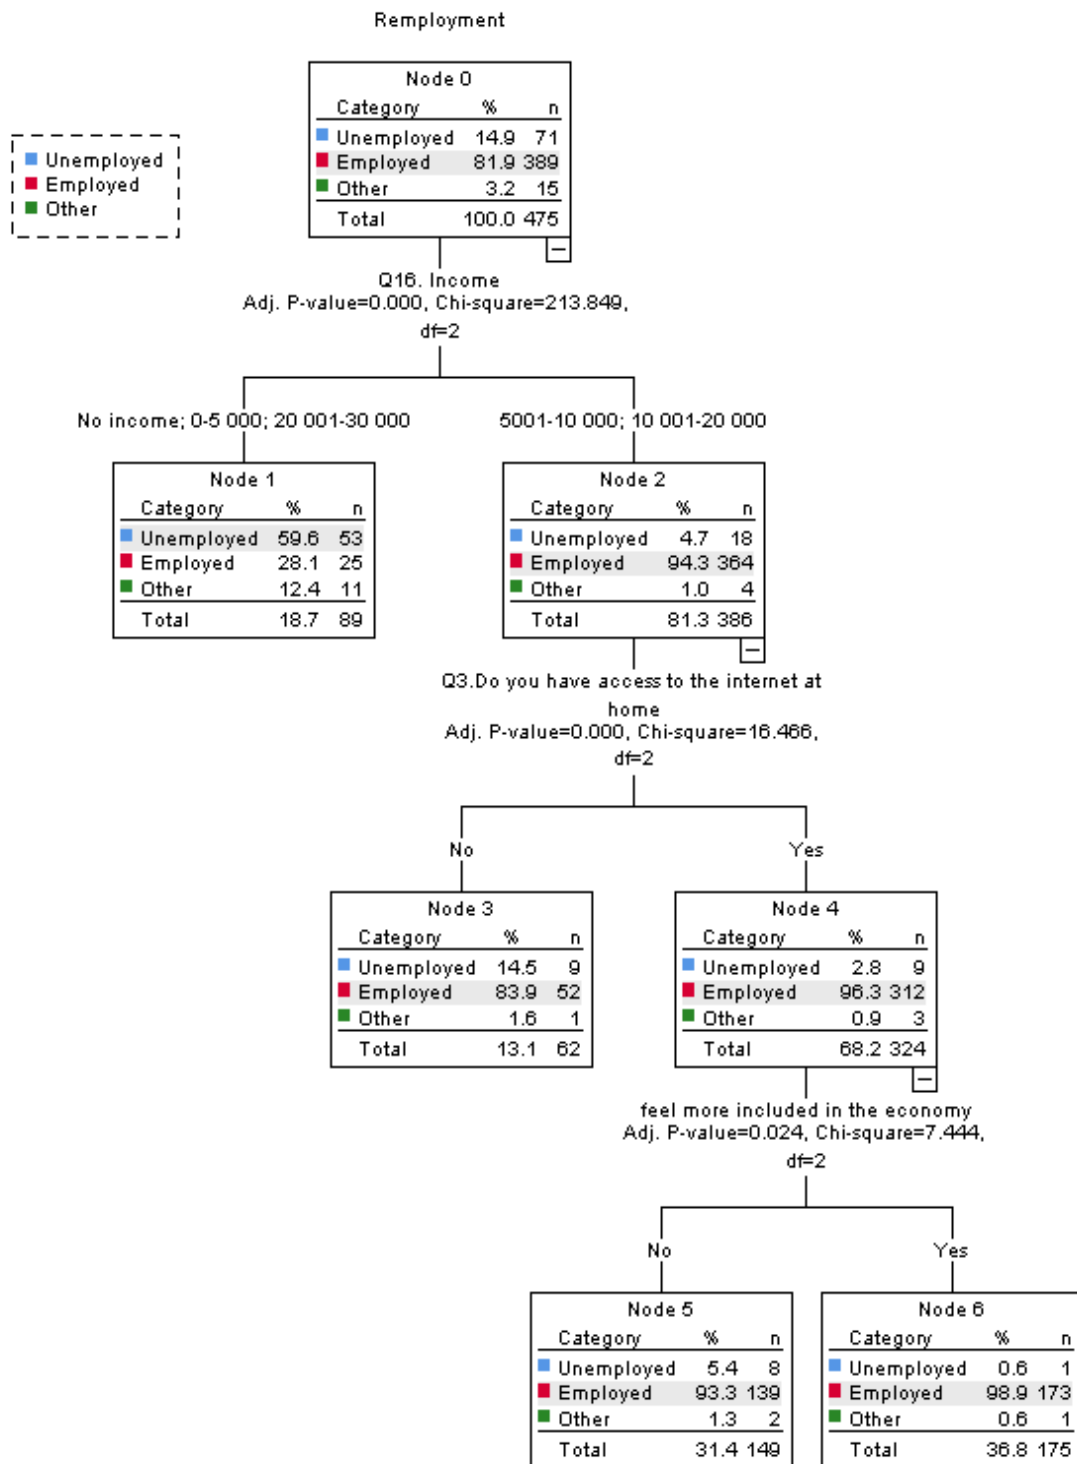 Remployment
Unemployed
Employed
Other
Node 0
Category % n
Unemployed 14.9 71
Employed 81.9 389
Other 3.2 15
Total 100.0 475
Q16. Income
Adj. P-value=0.000, Chi-square=213.849,
df=2
No income; 0-5 000; 20 001-30 000
5001-10 000; 10 001-20 000
Node 1
Category % n
Unemployed 59.6 53
Employed 28.1 25
Other 12.4 11
Total 18.7 89
Node 2
Category % n
Unemployed 4.7 18
Employed 94.3 364
Other 1.0 4
Total 81.3 386
Q3.Do you have access to the internet at
home
Adj. P-value=0.000, Chi-square=16.466,
df=2
No
Yes
Node 3
Category % n
Unemployed 14.5 9
Employed 83.9 52
Other 1.6 1
Total 13.1 62
Node 4
Category % n
Unemployed 2.8 9
Employed 96.3 312
Other 0.9 3
Total 68.2 324
feel more included in the economy
Adj. P-value=0.024, Chi-square=7.444,
df=2
No
Yes
Node 5
Category % n
Unemployed 5.4 8
Employed 93.3 139
Other 1.3 2
Total 31.4 149
Node 6
Category % n
Unemployed 0.6 1
Employed 98.9 173
Other 0.6 1
Total 36.8 175